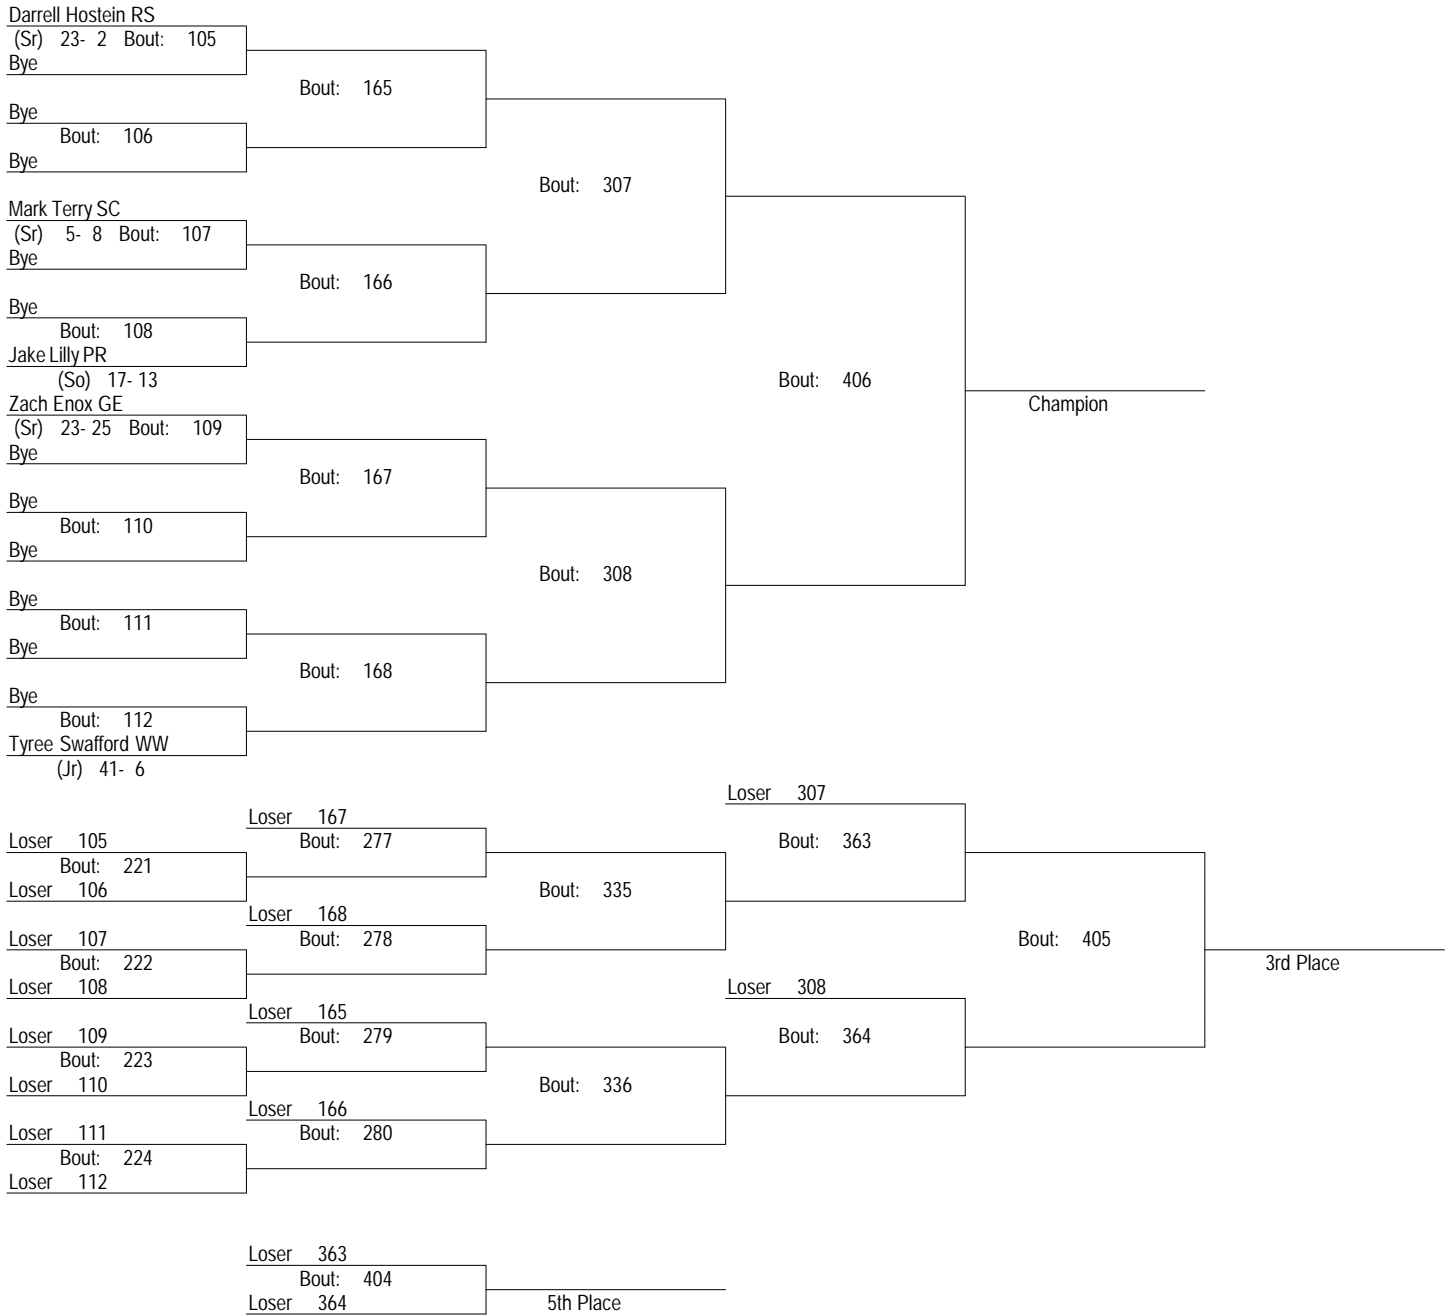 Darrell Hostein RS
(Sr) 23- 2 Bout: 105
Bye
Bout: 165
Bye
Bout: 106
Bye
Bout: 307
Mark Terry SC
(Sr) 5- 8 Bout: 107
Bye
Bout: 166
Bye
Bout: 108
Jake Lilly PR
(So) 17- 13
Bout: 406
Champion
Zach Enox GE
(Sr) 23- 25 Bout: 109
Bye
Bout: 167
Bye
Bout: 110
Bye
Bout: 308
Bye
Bout: 111
Bye
Bout: 168
Bye
Bout: 112
Tyree Swafford WW
(Jr) 41- 6
Loser 307
Loser 167
Loser 105
Bout: 277
Bout: 363
Bout: 221
Loser 106
Bout: 335
Loser 168
Loser 107
Bout: 278
Bout: 405
Bout: 222
3rd Place
Loser 108
Loser 308
Loser 165
Loser 109
Bout: 279
Bout: 364
Bout: 223
Loser 110
Bout: 336
Loser 166
Loser 111
Bout: 280
Bout: 224
Loser 112
Loser 363
Bout: 404
Loser 364
5th Place